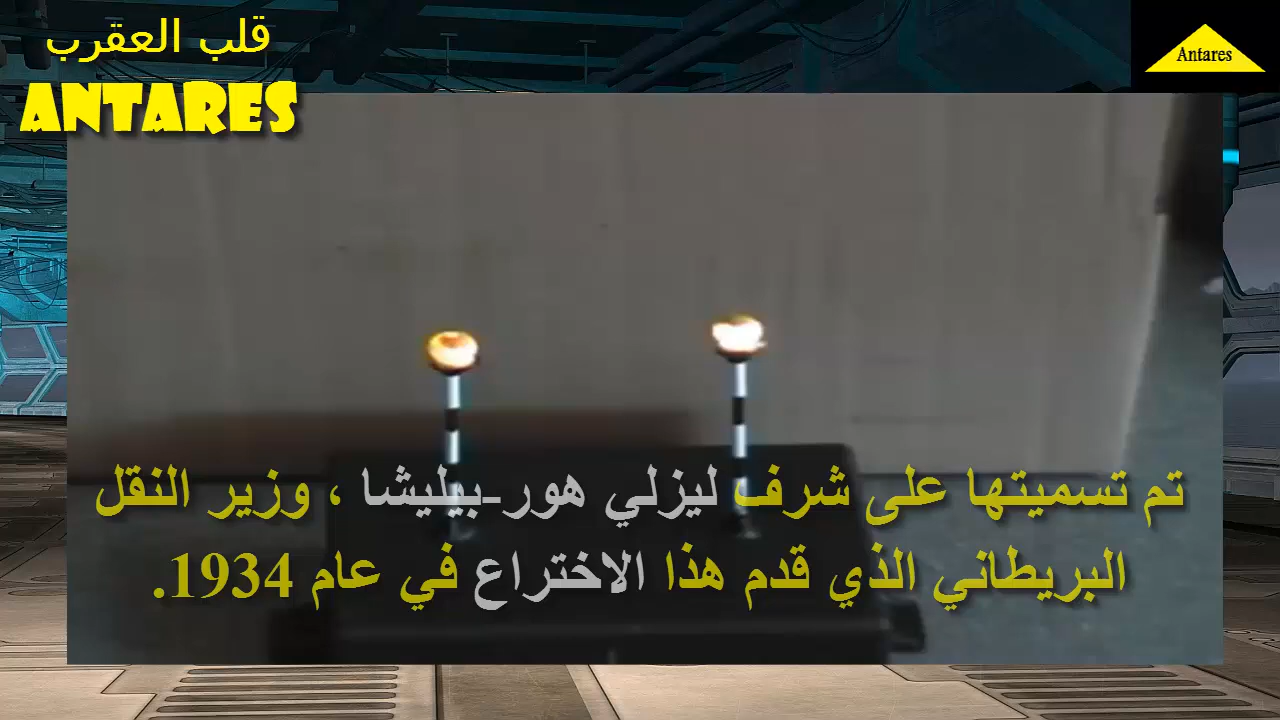 قلب العقرب
ANTARES
Antares
تم تسميتها على شرف ليزلي هور-بيليشا ، وزير النقل
البريطاني الذي قدم هذا الاختراع في عام 1934.